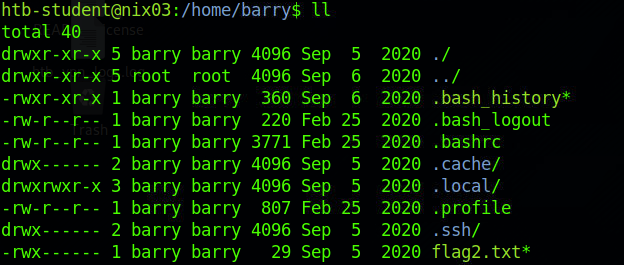 htb-student@nix03:/home/barry$ ll
total 40
drwxr-xr-x 5 barry barry 4096 Sep  5  2020 ./
drwxr-xr-x 5 root  root  4096 Sep  6  2020 ../
-rwxr-xr-x 1 barry barry  360 Sep  6  2020 .bash_history*
-rw-r--r-- 1 barry barry  220 Feb 25  2020 .bash_logout
-rw-r--r-- 1 barry barry 3771 Feb 25  2020 .bashrc
drwx------ 2 barry barry 4096 Sep  5  2020 .cache/
drwxrwxr-x 3 barry barry 4096 Sep  5  2020 .local/
-rw-r--r-- 1 barry barry  807 Feb 25  2020 .profile
drwx------ 2 barry barry 4096 Sep  5  2020 .ssh/
-rwx------ 1 barry barry   29 Sep  5  2020 flag2.txt*